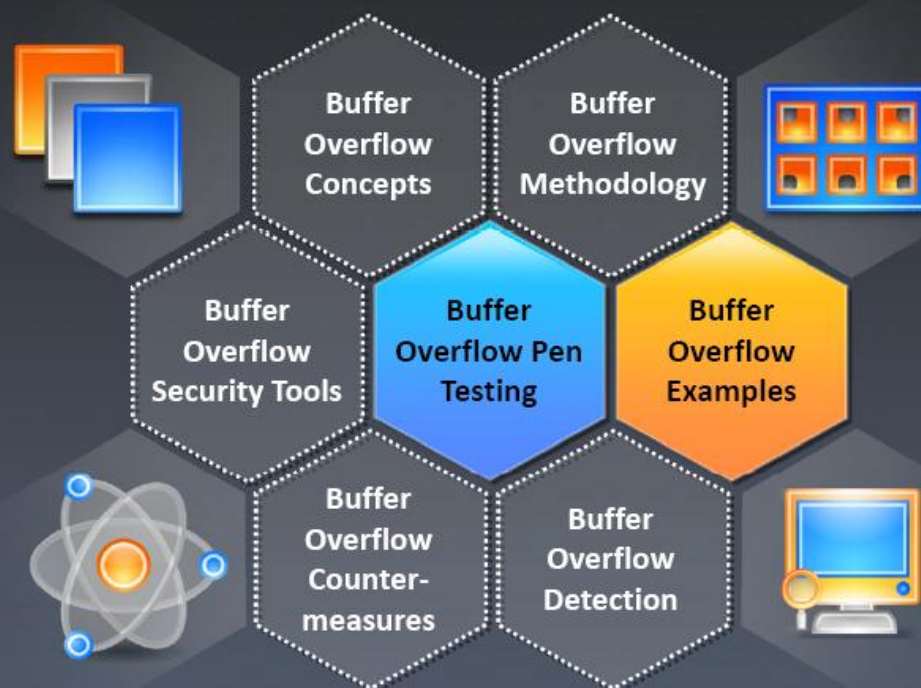 Buffer
Overflow
Concepts
Buffer
Overflow
Methodology
Buffer
Overflow
Security Tools
Buffer
Overflow Pen
Testing
Buffer
Overflow
Examples
Buffer
Overflow
Counter-
measures
Buffer
Overflow
Detection